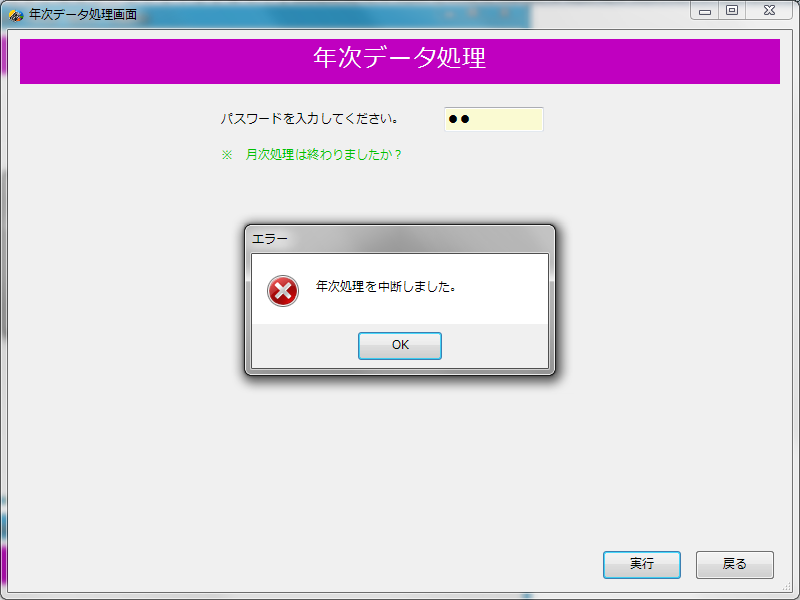 年次データ処理画面
年次データ処理
パスワードを入力してください。 ●●
※ 月次処理は終わりましたか？
エラー
年次処理を中断しました。
OK
実行 戻る